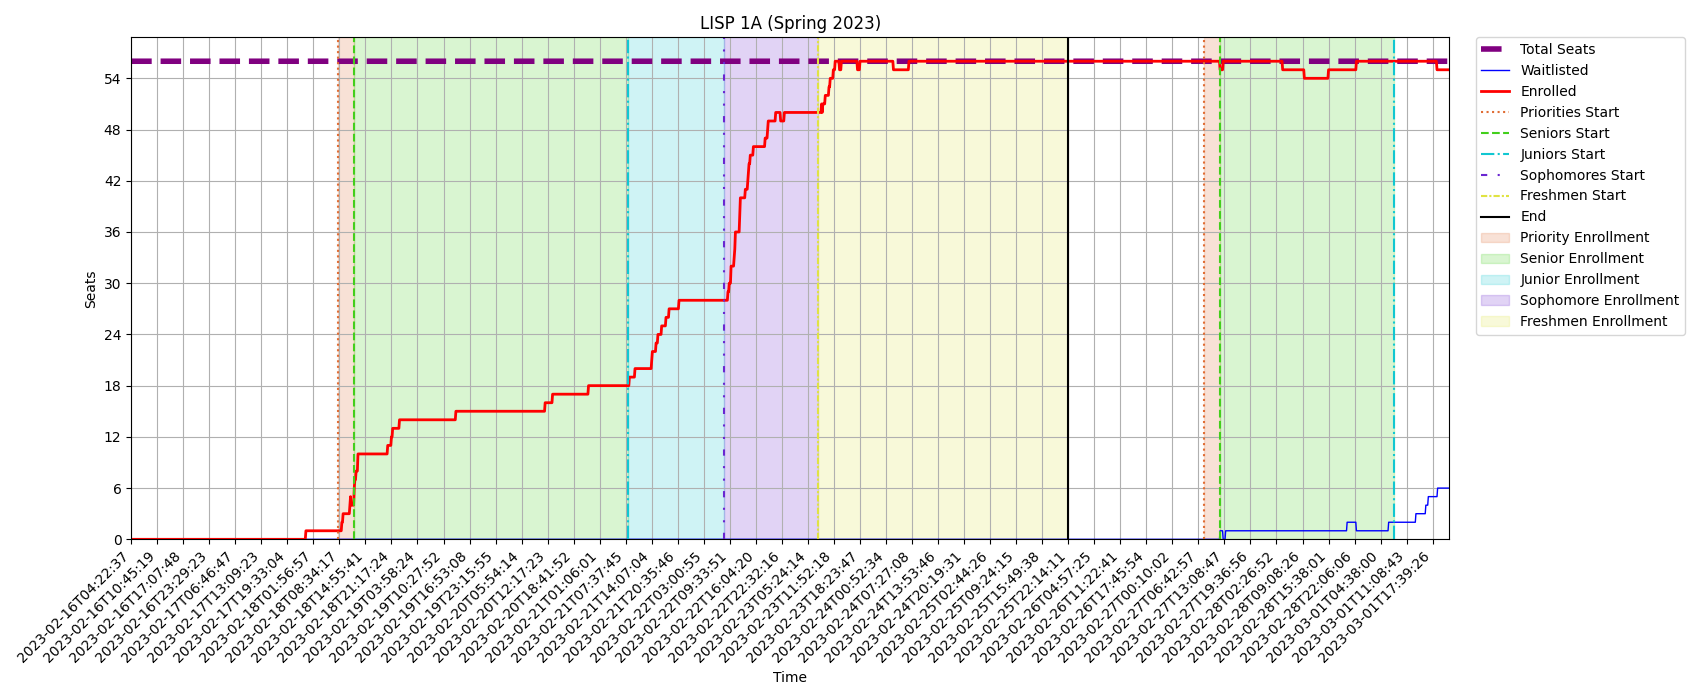 LISP 1A (Spring 2023)
Seats
54
48
42
36
30
24
18
12
6
0
2023-02-16T04:22:37
2023-02-16T10:45:19
2023-02-16T17:07:48
2023-02-16T23:29:23
2023-02-17T06:46:47
2023-02-17T13:09:23
2023-02-17T19:33:04
2023-02-18T01:56:57
2023-02-18T08:34:17
2023-02-18T14:55:41
2023-02-18T21:17:24
2023-02-19T03:58:24
2023-02-19T10:27:52
2023-02-19T16:53:08
2023-02-19T23:15:55
2023-02-20T05:54:14
2023-02-20T12:17:23
2023-02-20T18:41:52
2023-02-21T01:06:01
2023-02-21T07:37:45
2023-02-21T14:07:04
2023-02-21T20:35:46
2023-02-22T03:00:55
2023-02-22T09:33:51
2023-02-22T16:04:20
2023-02-22T22:32:16
2023-02-23T05:24:14
2023-02-23T11:52:18
2023-02-23T18:23:47
2023-02-24T00:52:34
2023-02-24T07:27:08
2023-02-24T13:53:46
2023-02-24T20:19:31
2023-02-25T02:44:26
2023-02-25T09:24:15
2023-02-25T15:49:38
2023-02-25T22:14:11
2023-02-26T04:57:25
2023-02-26T11:22:41
2023-02-26T17:45:54
2023-02-27T00:10:02
2023-02-27T06:42:57
2023-02-27T13:08:47
2023-02-27T19:36:56
2023-02-28T02:26:52
2023-02-28T09:08:26
2023-02-28T15:38:01
2023-02-28T22:06:06
2023-03-01T04:38:00
2023-03-01T11:08:43
2023-03-01T17:39:26
Time
Total Seats
Waitlisted
Enrolled
Priorities Start
Seniors Start
Juniors Start
Sophomores Start
Freshmen Start
End
Priority Enrollment
Senior Enrollment
Junior Enrollment
Sophomore Enrollment
Freshmen Enrollment